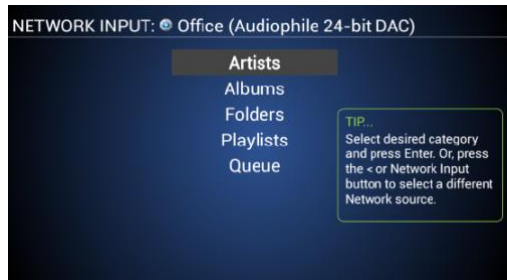 NETWORK INPUT: Office (Audiophile 24-bit DAC)
Artists
Albums
Folders
Playlists
Queue
TIP...
Select desired category
and press Enter. Or, press
the < or Network Input
button to select a different
Network source.